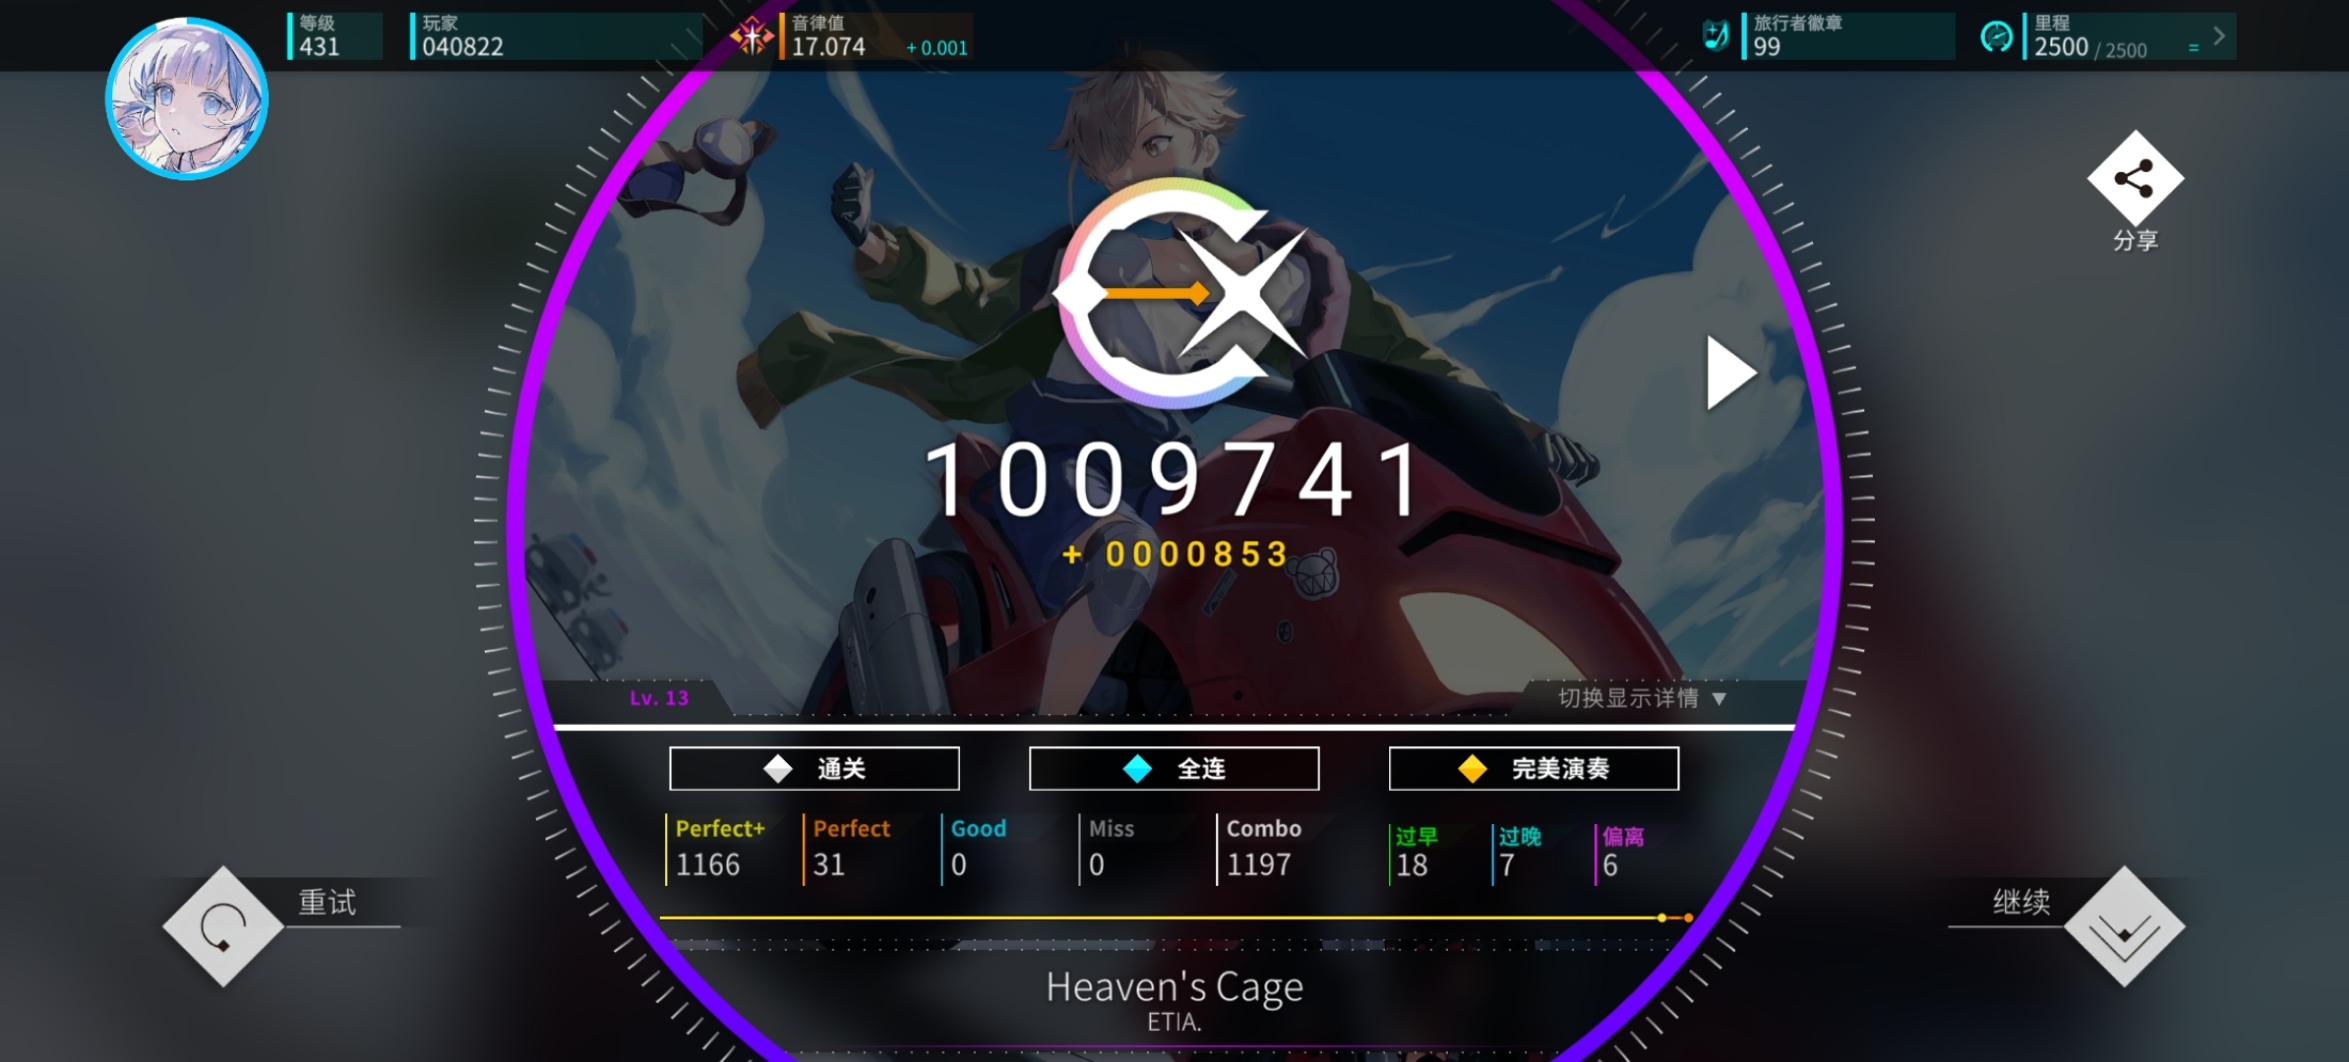 等级
431
玩家
040822
音律值
17.074 + 0.001
旅行者徽章
99
里程
2500 / 2500 =
分享
1009741
+ 0000853
Lv. 13
切换显示详情 ▼
通关
全连
完美演奏
Perfect+
1166
Perfect
31
Good
0
Miss
0
Combo
1197
过早
18
过晚
7
偏离
6
重试
继续
Heaven's Cage
ETIA.